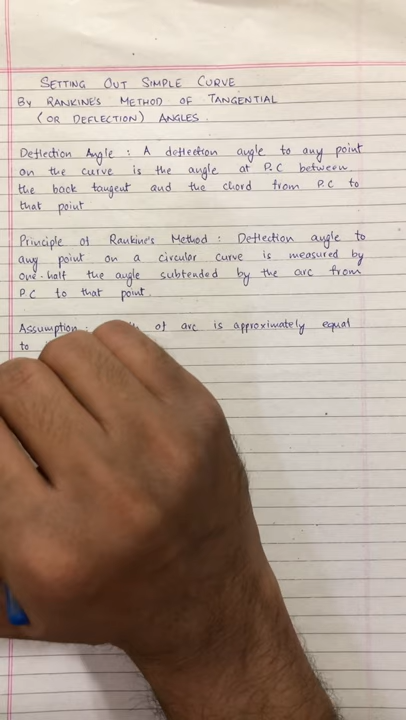 SETTING OUT SIMPLE CURVE
BY RANKINE'S METHOD OF TANGENTIAL
(OR DEFLECTION) ANGLES.
Deflection Angle : A deflection angle to any point
on the curve is the angle at P.C between
the back tangent and the chord from P.C to
that point
Principle of Rankine's Method : Deflection angle to
any point on a circular curve is measured by
one-half the angle subtended by the arc from
P.C to that point.
Assumption : of arc is approximately equal
to